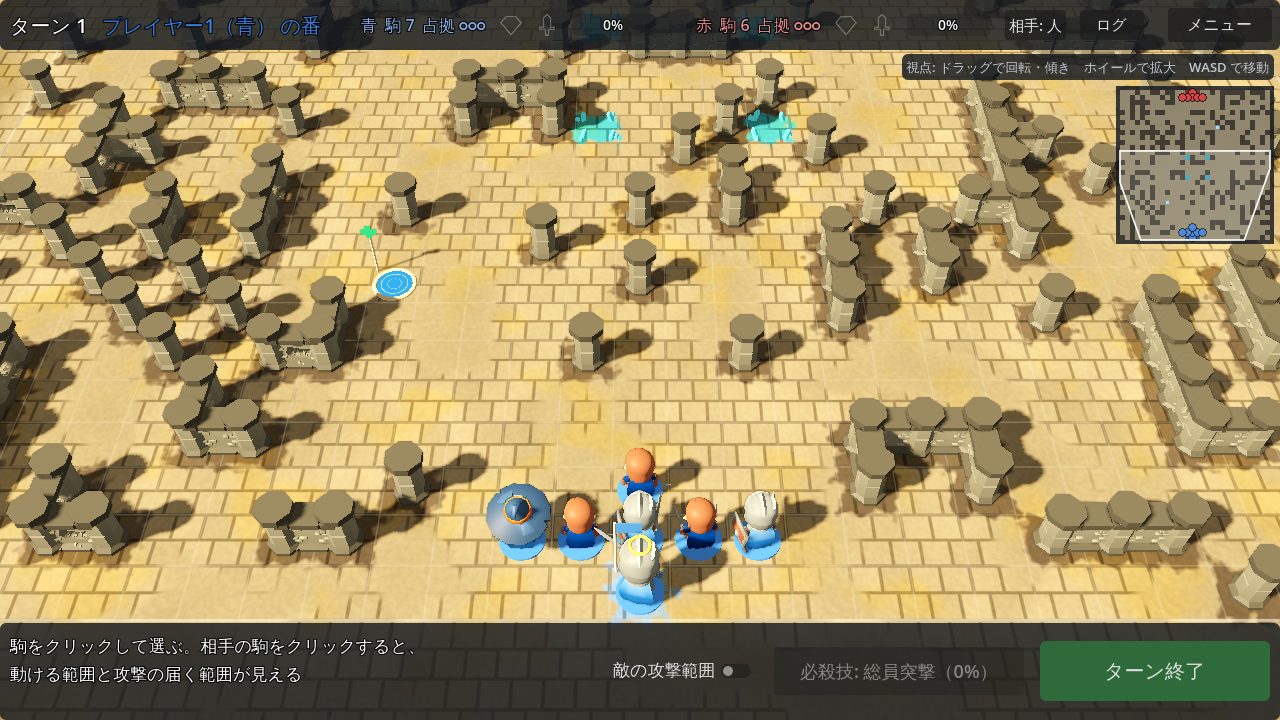 ターン 1 プレイヤー1（青）の番 青 駒 7 占拠 0% 赤 駒 6 占拠 0% 相手: 人 ログ メニュー
視点: ドラッグで回転・傾き ホイールで拡大 WASD で移動
駒をクリックして選ぶ。相手の駒をクリックすると、
動ける範囲と攻撃の届く範囲が見える
敵の攻撃範囲 必殺技: 総員突撃（0%） ターン終了